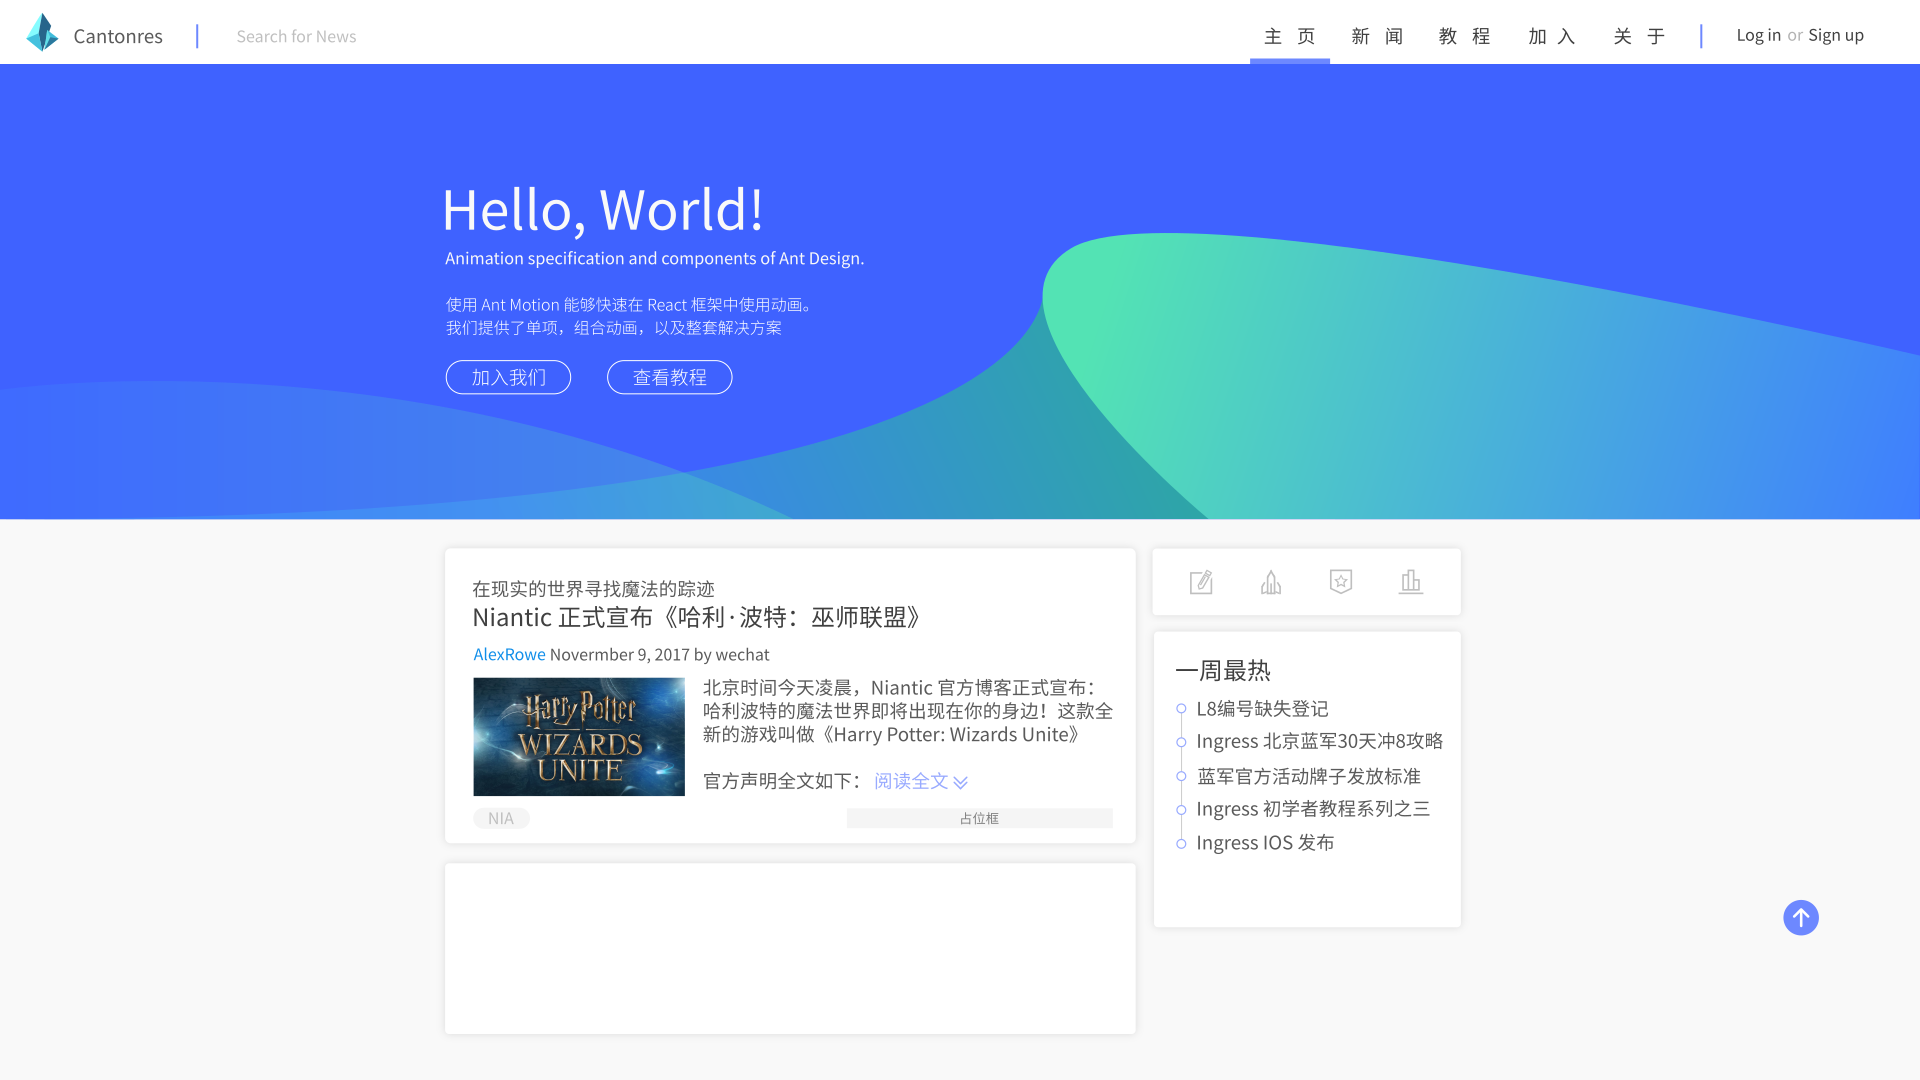 Cantonres
Search for News
主 页
新 闻
教 程
加 入
关 于
Log in or Sign up
Hello, World!
Animation specification and components of Ant Design.
使用 Ant Motion 能够快速在 React 框架中使用动画。
我们提供了单项，组合动画，以及整套解决方案
加入我们
查看教程
在现实的世界寻找魔法的踪迹
Niantic 正式宣布《哈利·波特：巫师联盟》
AlexRowe Novermber 9, 2017 by wechat
Harry Potter
WIZARDS
UNITE
北京时间今天凌晨，Niantic 官方博客正式宣布：
哈利波特的魔法世界即将出现在你的身边！这款全
新的游戏叫做《Harry Potter: Wizards Unite》
官方声明全文如下： 阅读全文
NIA
占位框
一周最热
L8编号缺失登记
Ingress 北京蓝军30天冲8攻略
蓝军官方活动牌子发放标准
Ingress 初学者教程系列之三
Ingress IOS 发布